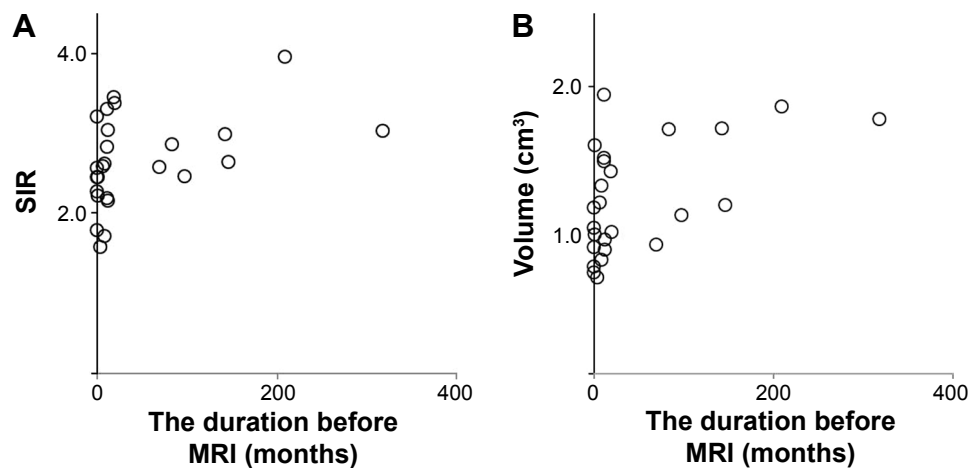 A
SIR
4.0
2.0
0
200
400
The duration before
MRI (months)
B
Volume (cm³)
2.0
1.0
0
200
400
The duration before
MRI (months)